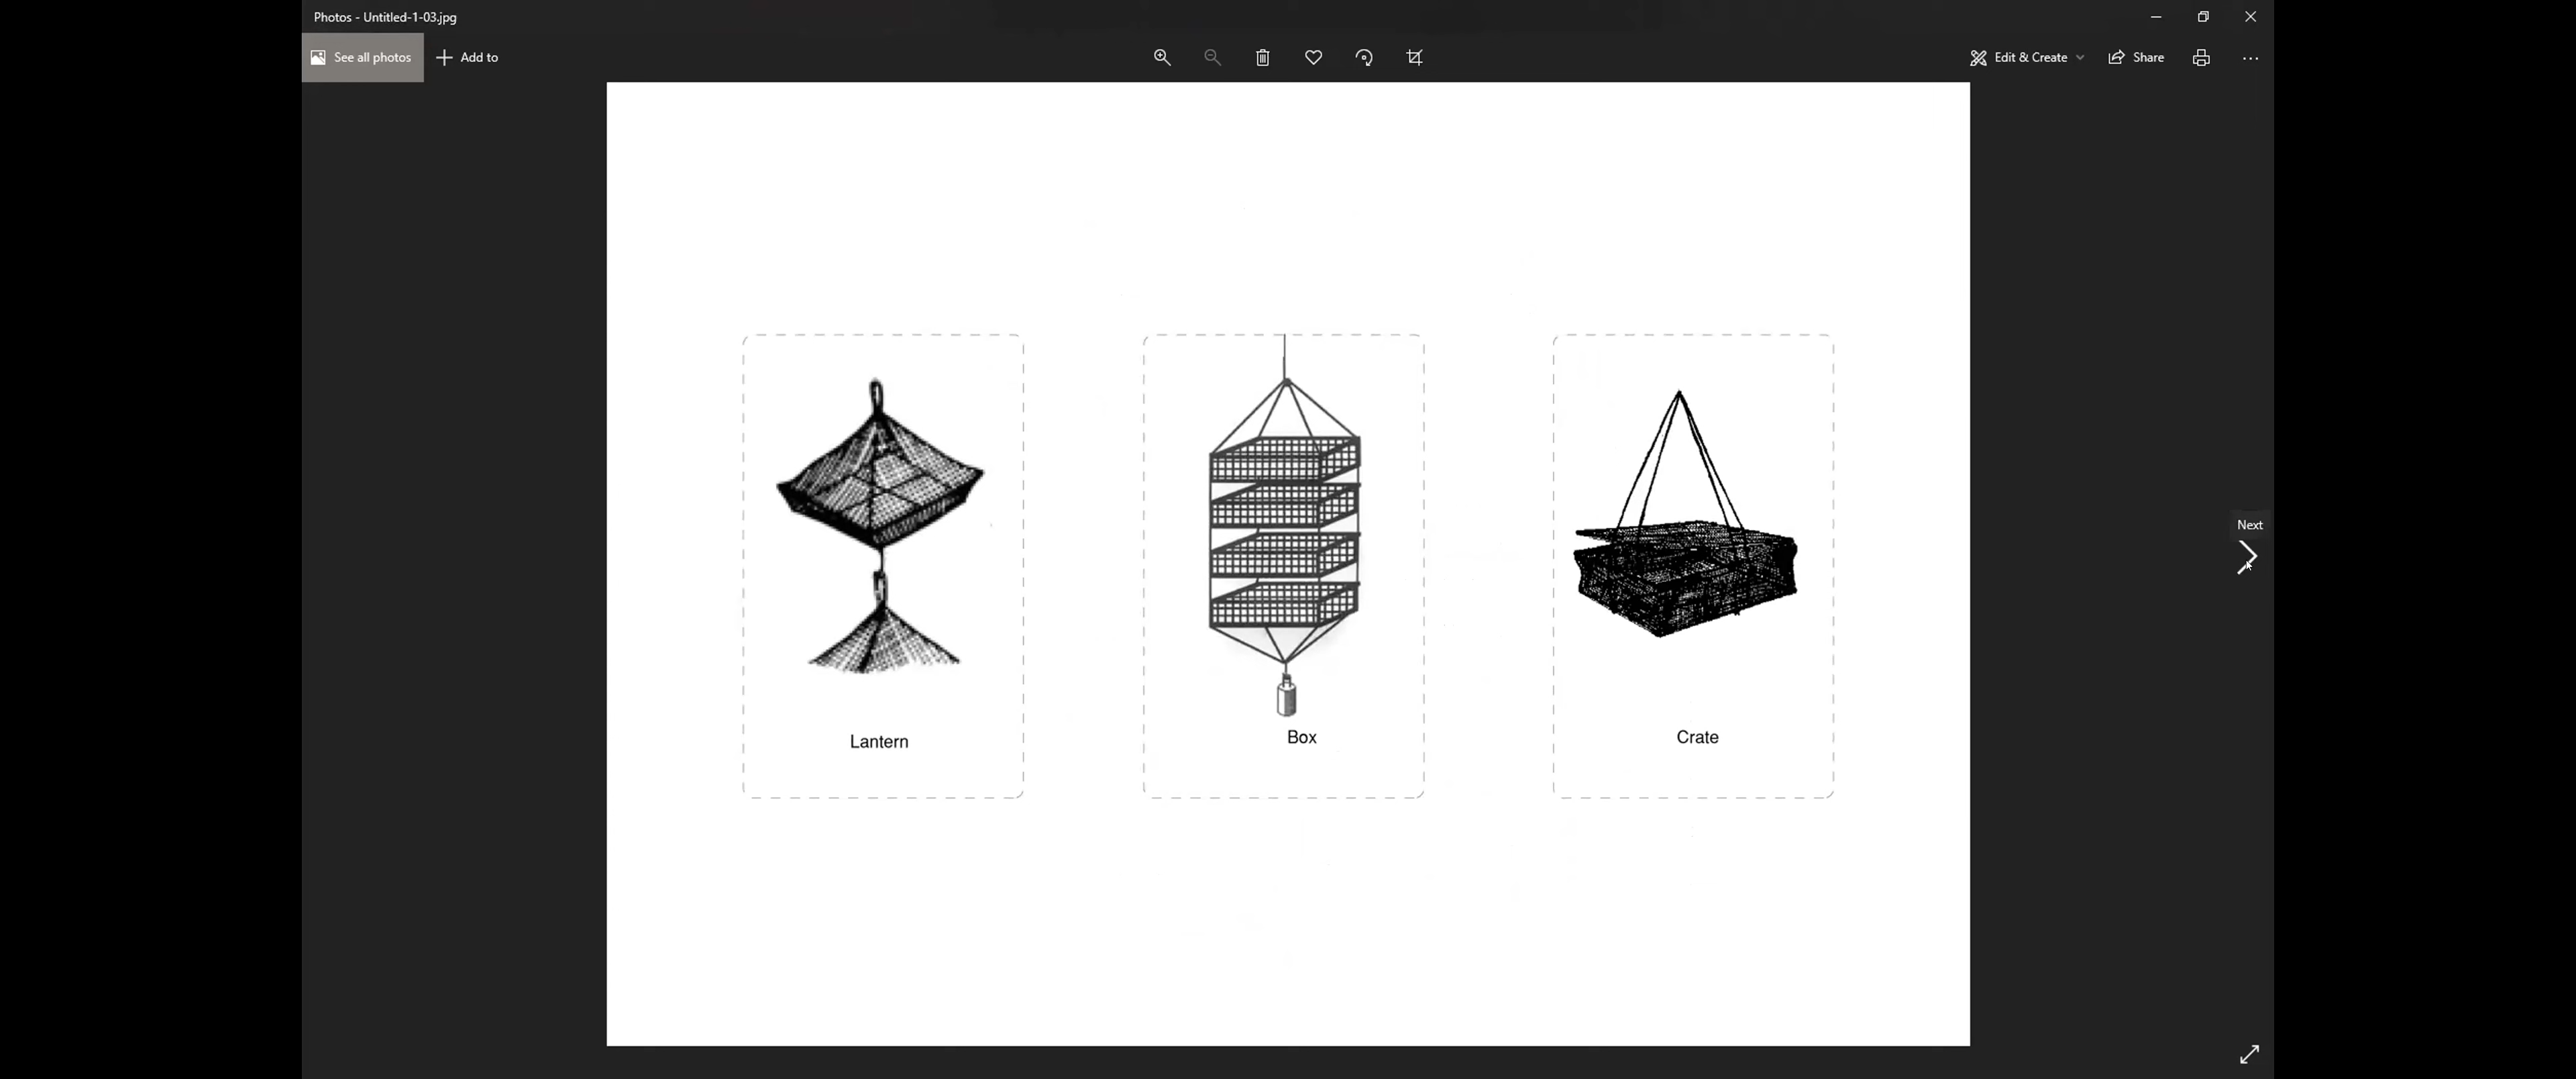 Photos - Untitled-1-03.jpg
See all photos
Add to
Edit & Create
Share
Next
Lantern
Box
Crate